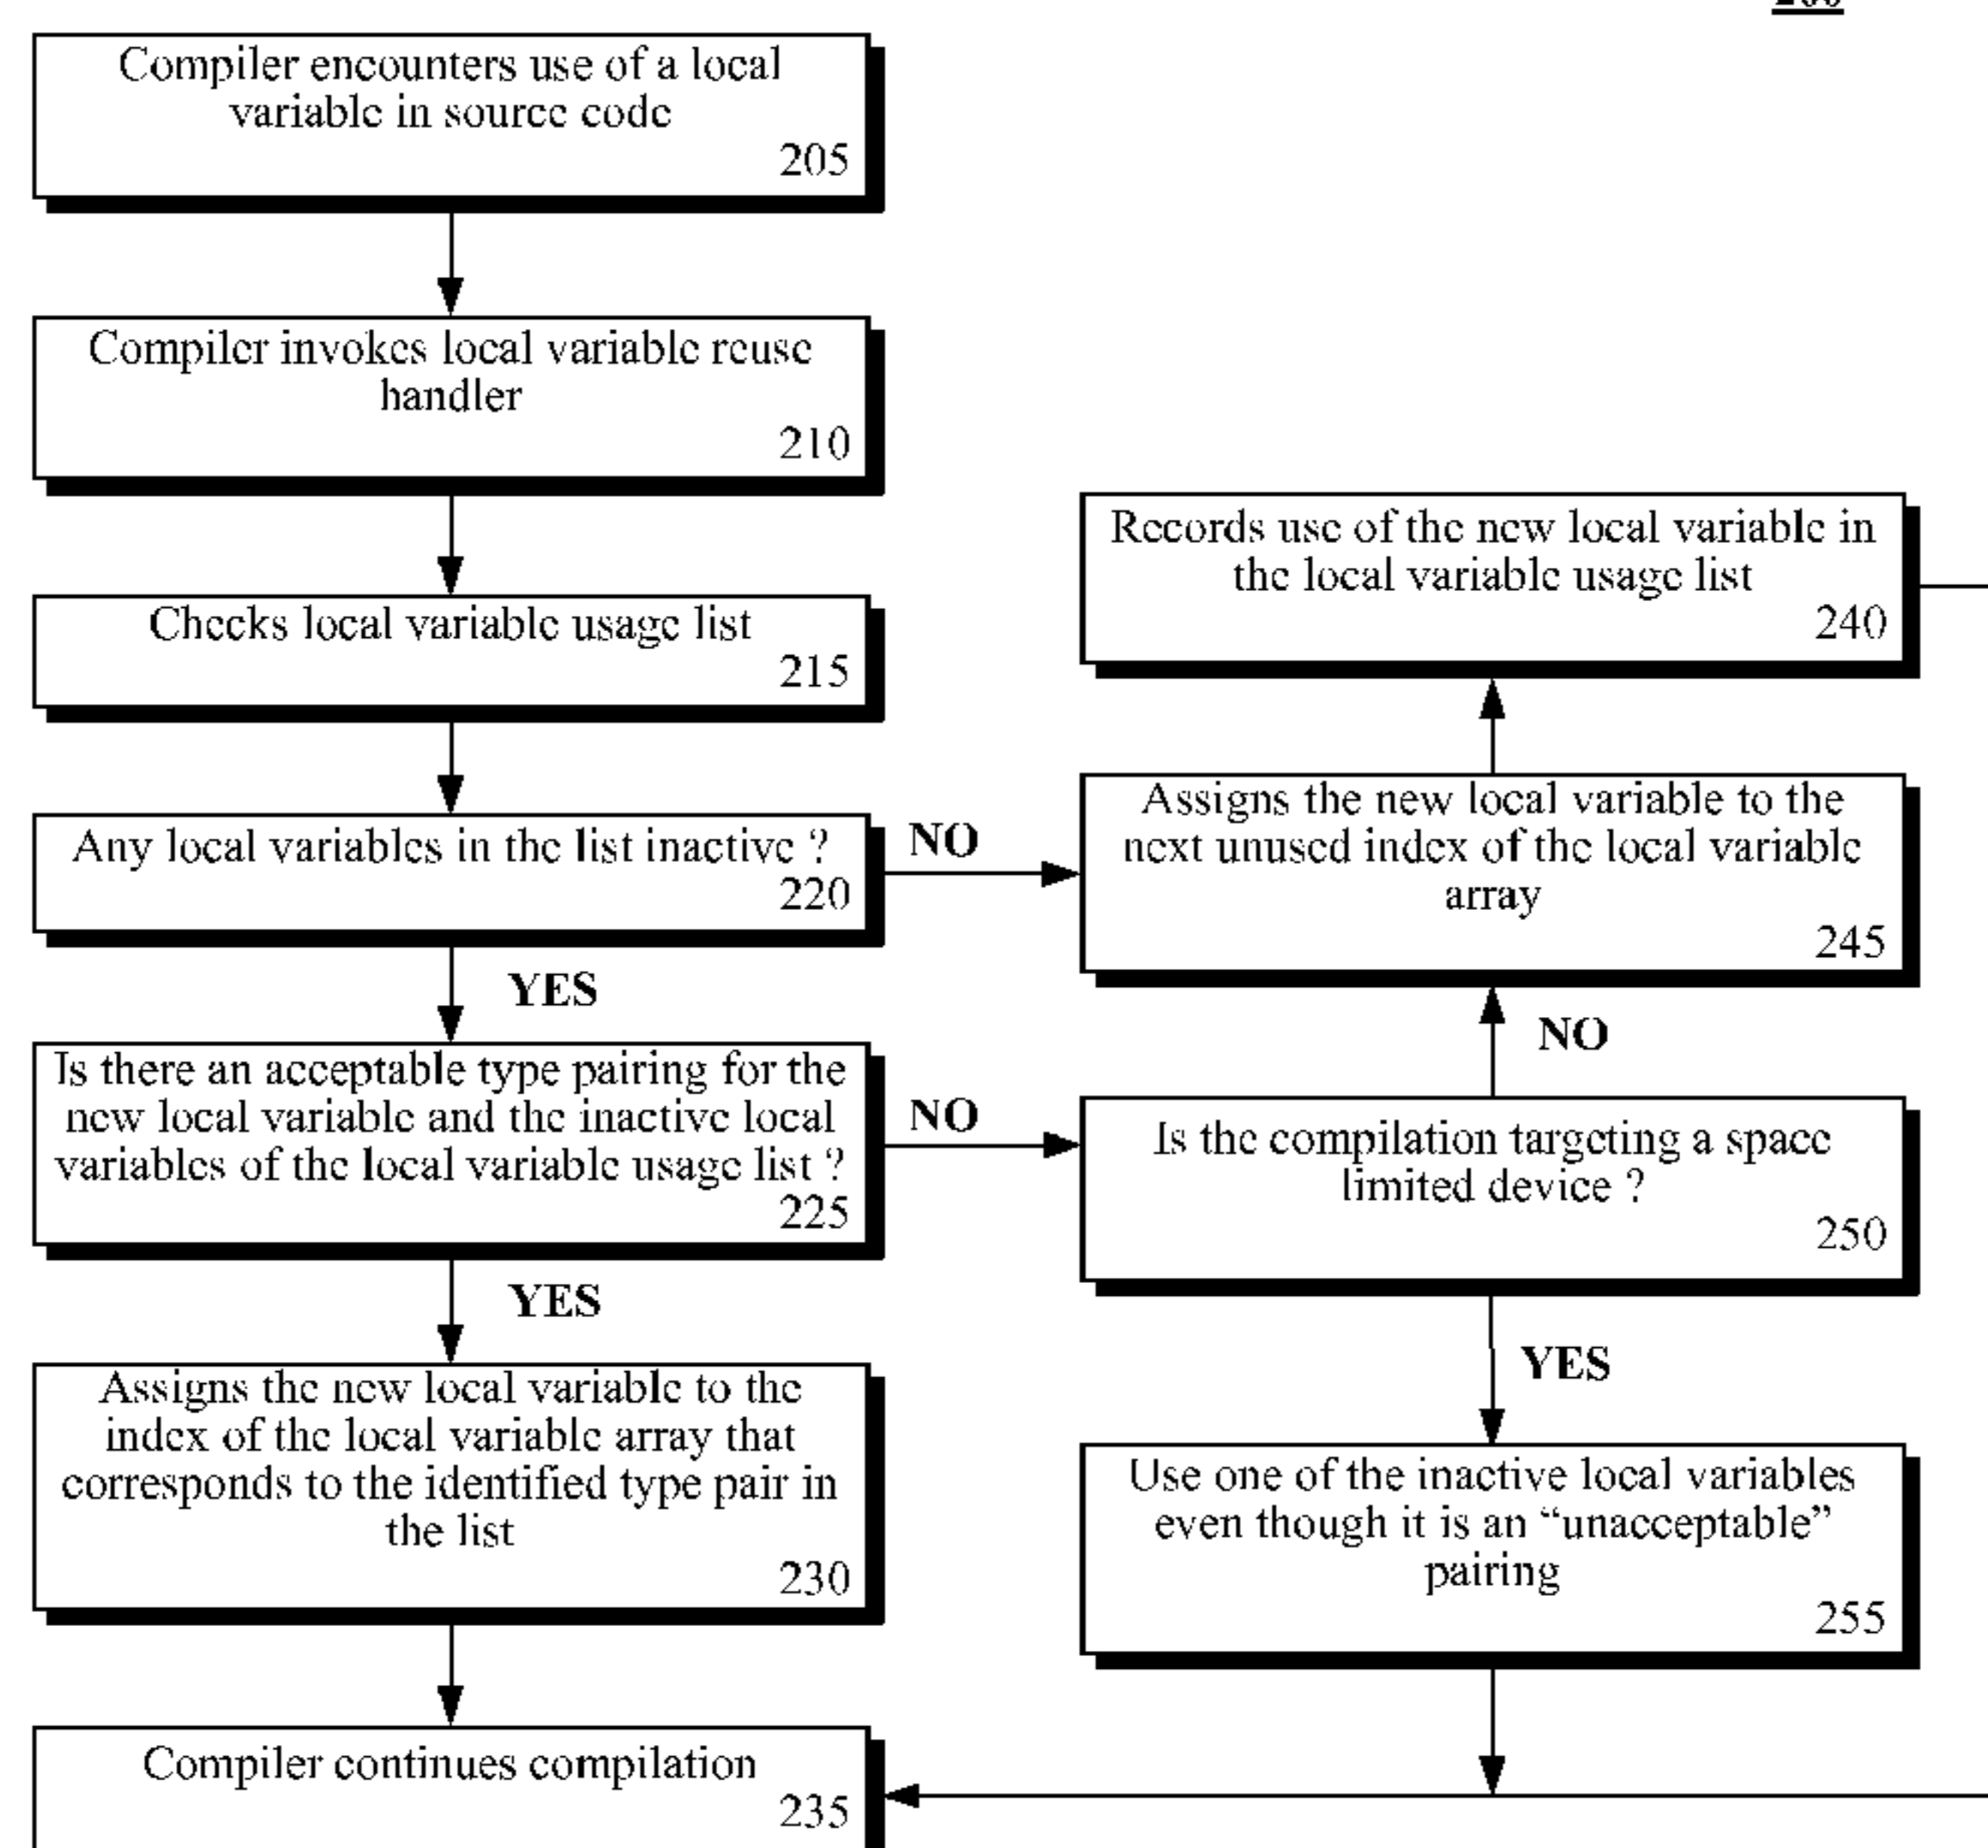 Compiler encounters use of a local
variable in source code
205
Compiler invokes local variable reuse
handler
210
Checks local variable usage list
215
Any local variables in the list inactive ?
220
NO
YES
Is there an acceptable type pairing for the
new local variable and the inactive local
variables of the local variable usage list ?
225
NO
YES
Assigns the new local variable to the
index of the local variable array that
corresponds to the identified type pair in
the list
230
Compiler continues compilation
235
Records use of the new local variable in
the local variable usage list
240
Assigns the new local variable to the
next unused index of the local variable
array
245
NO
Is the compilation targeting a space
limited device ?
250
YES
Use one of the inactive local variables
even though it is an “unacceptable”
pairing
255